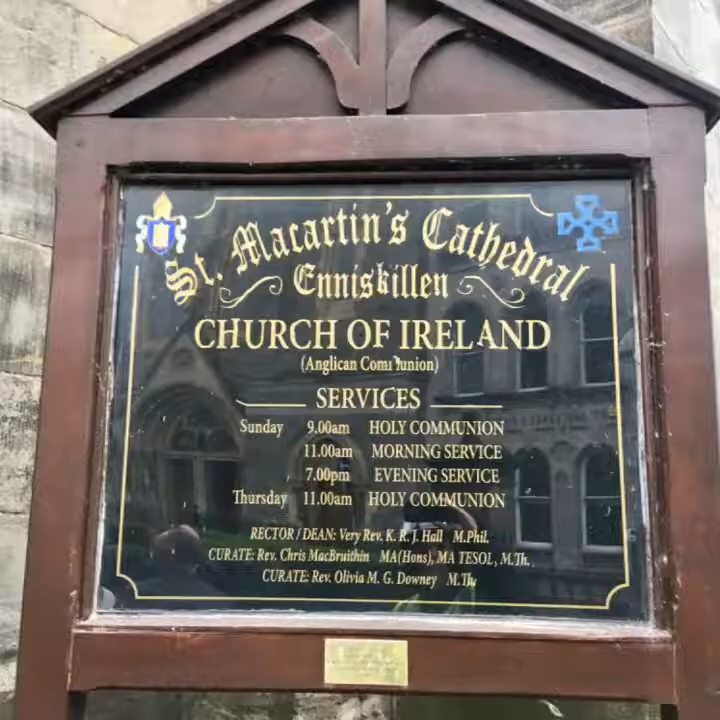 St. Macartin's Cathedral
Enniskillen
CHURCH OF IRELAND
(Anglican Communion)
SERVICES
Sunday 9.00am HOLY COMMUNION
11.00am MORNING SERVICE
7.00pm EVENING SERVICE
Thursday 11.00am HOLY COMMUNION
RECTOR / DEAN: Very Rev. K. R. J. Hall M.Phil.
CURATE: Rev. Chris MacBruithin MA(Hons), MA TESOL, M.Th.
CURATE: Rev. Olivia M. G. Downey M.Th.